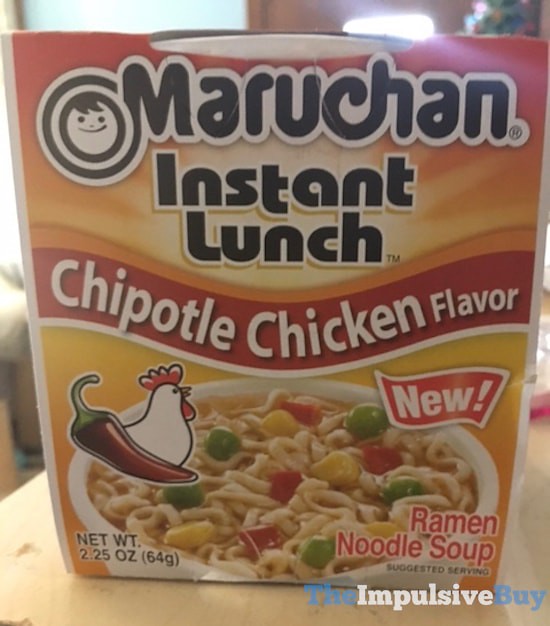 Maruchan®
Instant
Lunch™
Chipotle Chicken Flavor
New!
Ramen
Noodle Soup
SUGGESTED SERVING
NET WT.
2.25 OZ (64g)
TheImpulsiveBuy